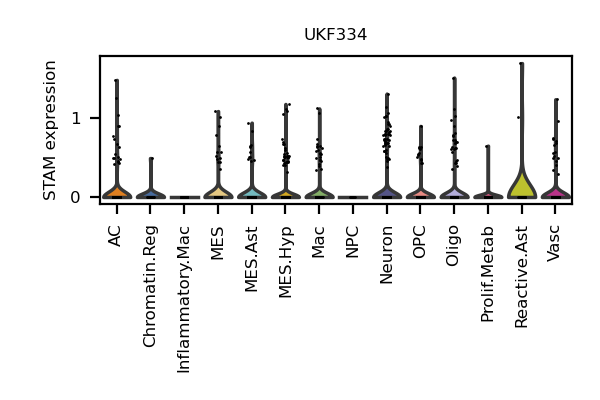 UKF334
STAM expression
1
0
AC
Chromatin.Reg
Inflammatory.Mac
MES
MES.Ast
MES.Hyp
Mac
NPC
Neuron
OPC
Oligo
Prolif.Metab
Reactive.Ast
Vasc